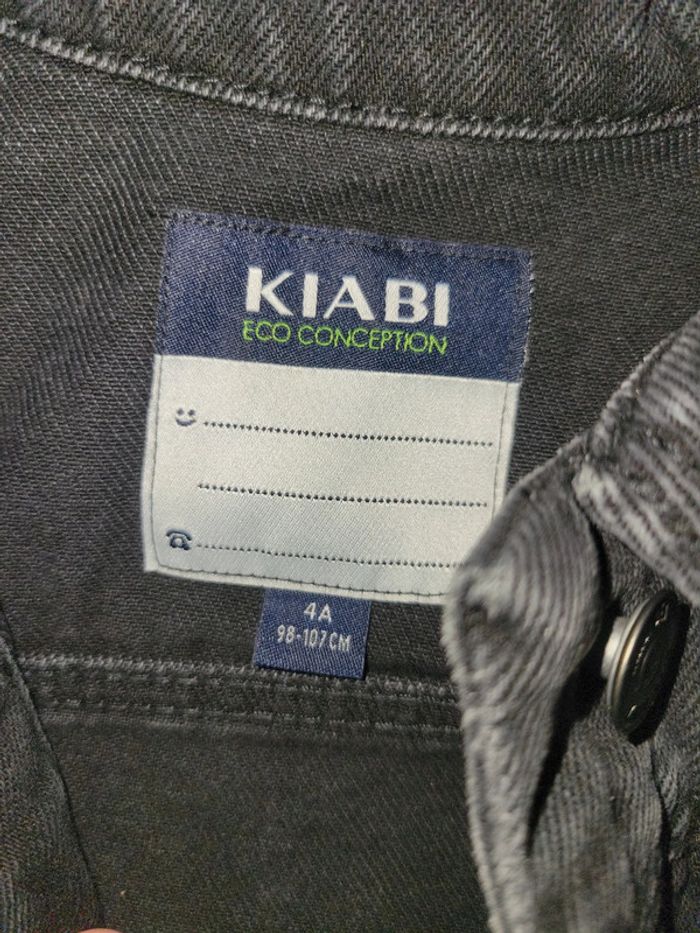 KIABI
ECO CONCEPTION
4A
98-107CM